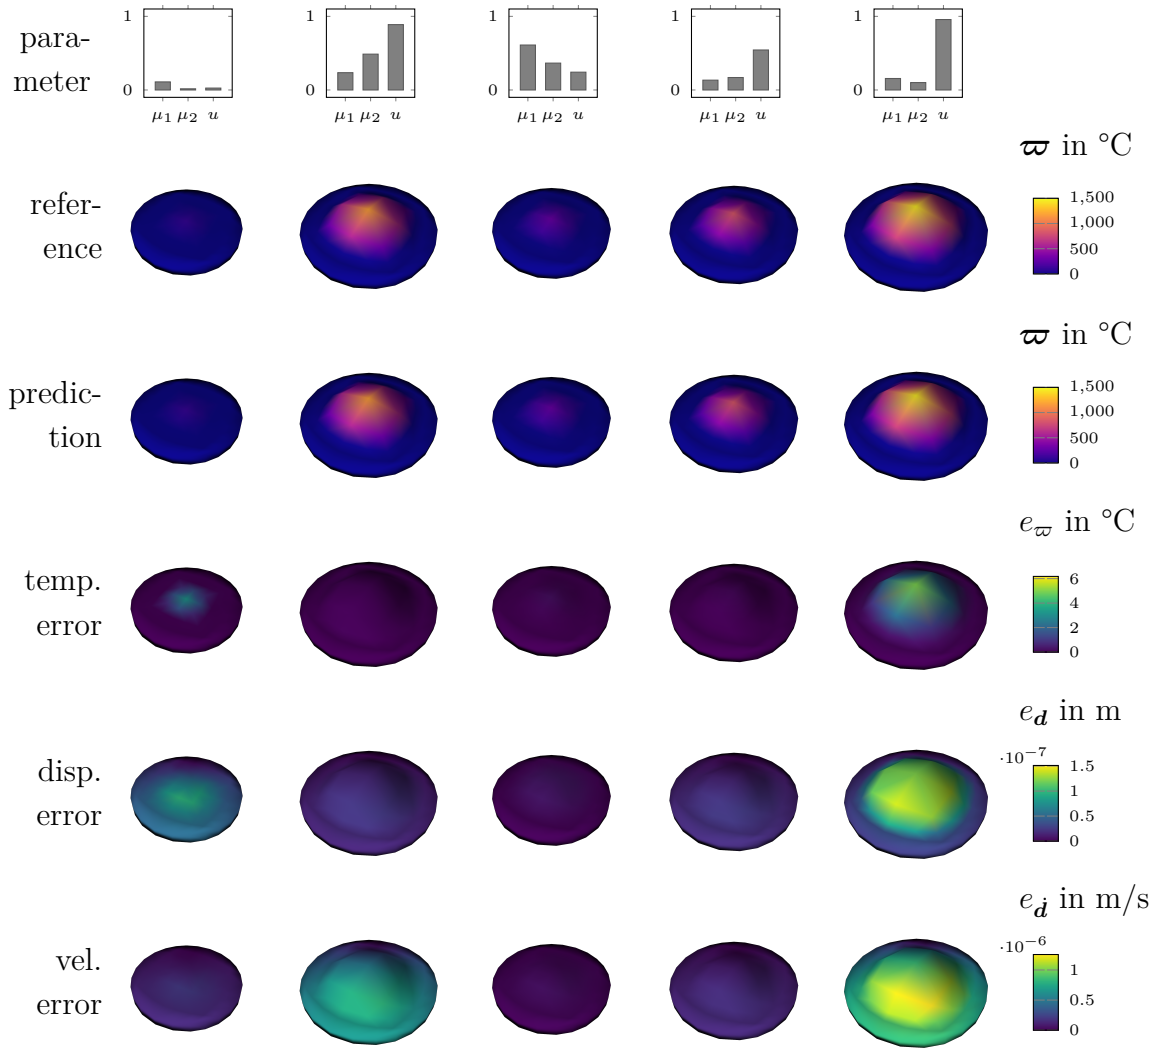 para-
meter
1
0
μ1 μ2 u
1
0
μ1 μ2 u
1
0
μ1 μ2 u
1
0
μ1 μ2 u
1
0
μ1 μ2 u
ϖ in °C
refer-
ence
1,500
1,000
500
0
ϖ in °C
predic-
tion
1,500
1,000
500
0
e_ϖ in °C
temp.
error
6
4
2
0
e_d in m
disp.
error
·10⁻⁷
1.5
1
0.5
0
e_ḋ in m/s
vel.
error
·10⁻⁶
1
0.5
0